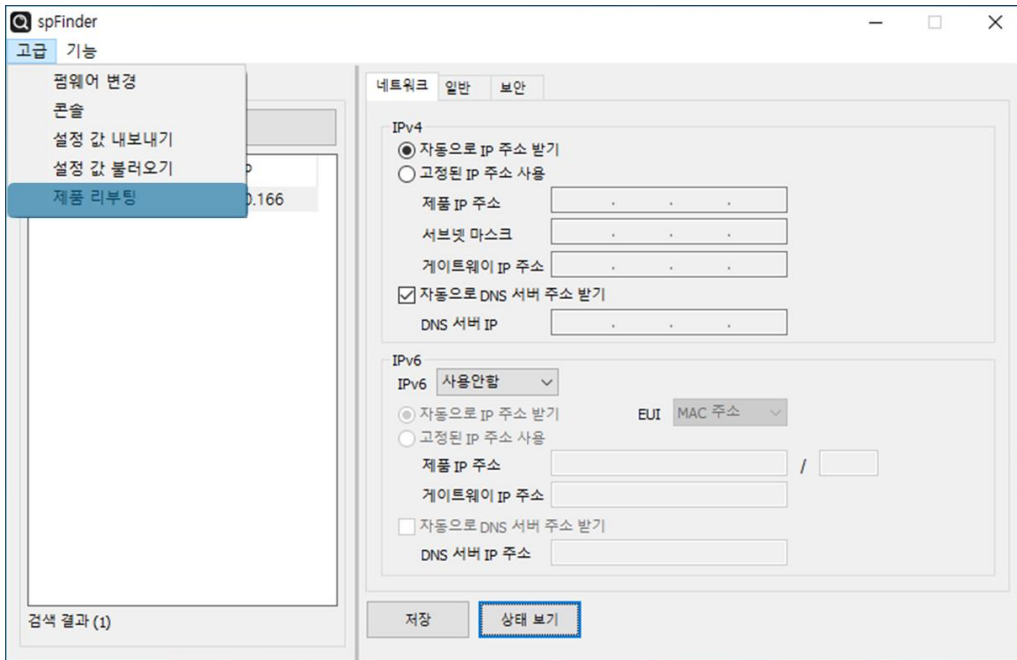 spFinder
고급 기능
펌웨어 변경
콘솔
설정 값 내보내기
설정 값 불러오기
제품 리부팅
0.166
검색 결과 (1)
네트워크 일반 보안
IPv4
자동으로 IP 주소 받기
고정된 IP 주소 사용
제품 IP 주소 . . .
서브넷 마스크 . . .
게이트웨이 IP 주소 . . .
자동으로 DNS 서버 주소 받기
DNS 서버 IP . . .
IPv6
IPv6 사용안함
자동으로 IP 주소 받기 EUI MAC 주소
고정된 IP 주소 사용
제품 IP 주소 /
게이트웨이 IP 주소
자동으로 DNS 서버 주소 받기
DNS 서버 IP 주소
저장 상태 보기